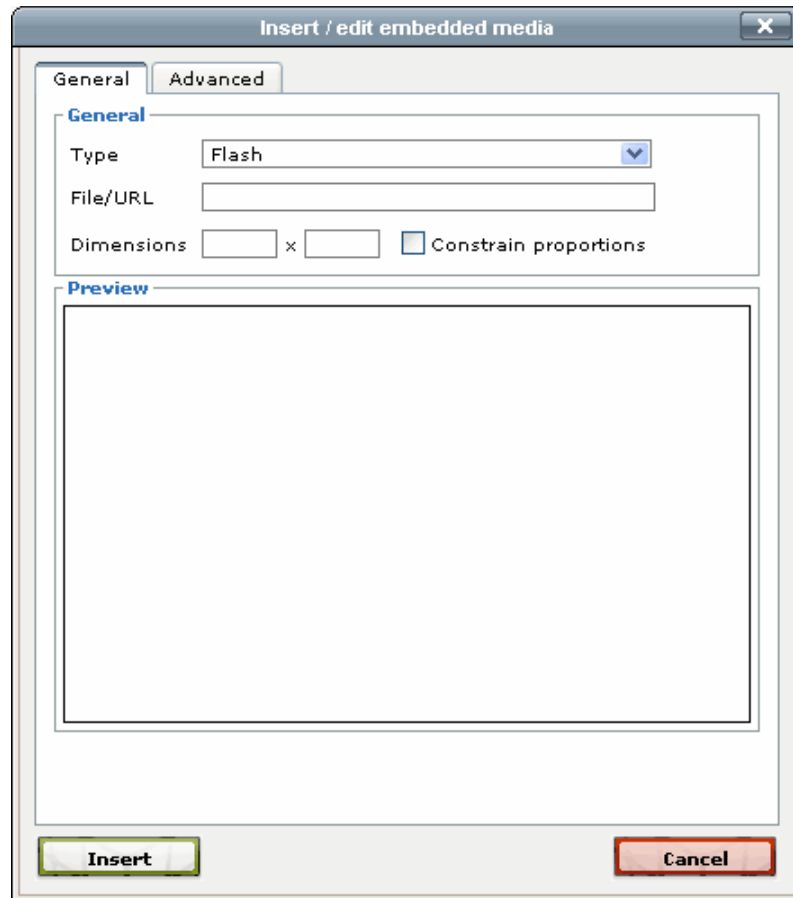 Insert / edit embedded media
General Advanced
General
Type Flash
File/URL
Dimensions x Constrain proportions
Preview
Insert Cancel